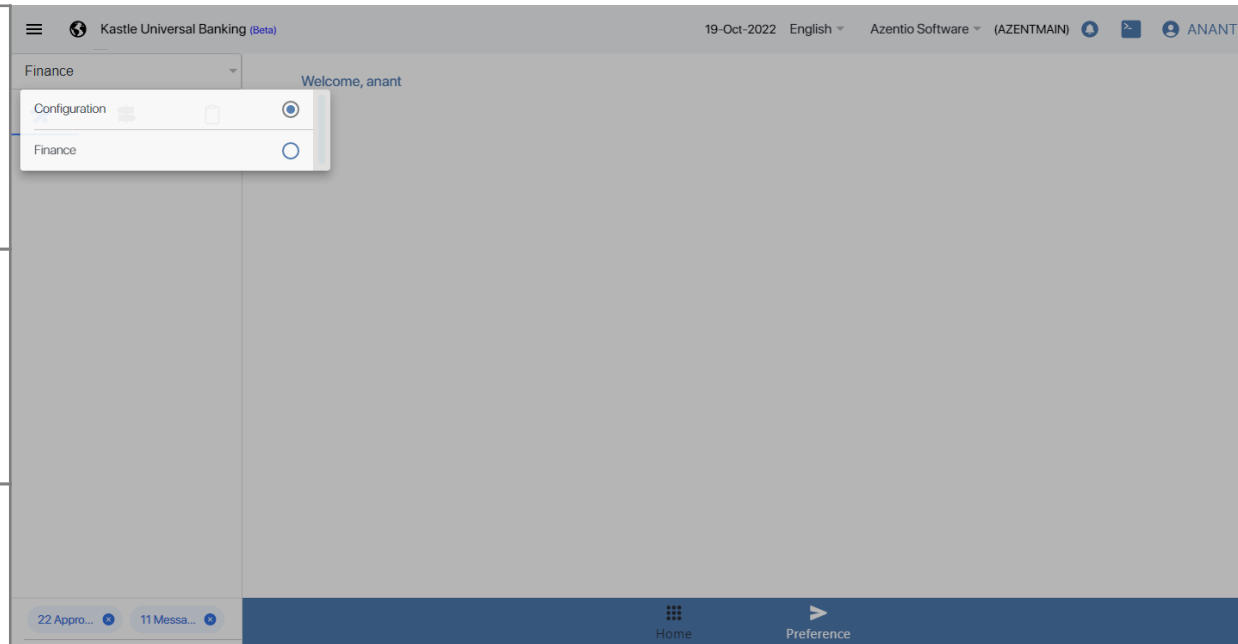 Kastle Universal Banking (Beta)
19-Oct-2022 English Azentio Software (AZENTMAIN) ANANT
Finance
Welcome, anant
Configuration
Finance
22 Appro... 11 Messa...
Home
Preference